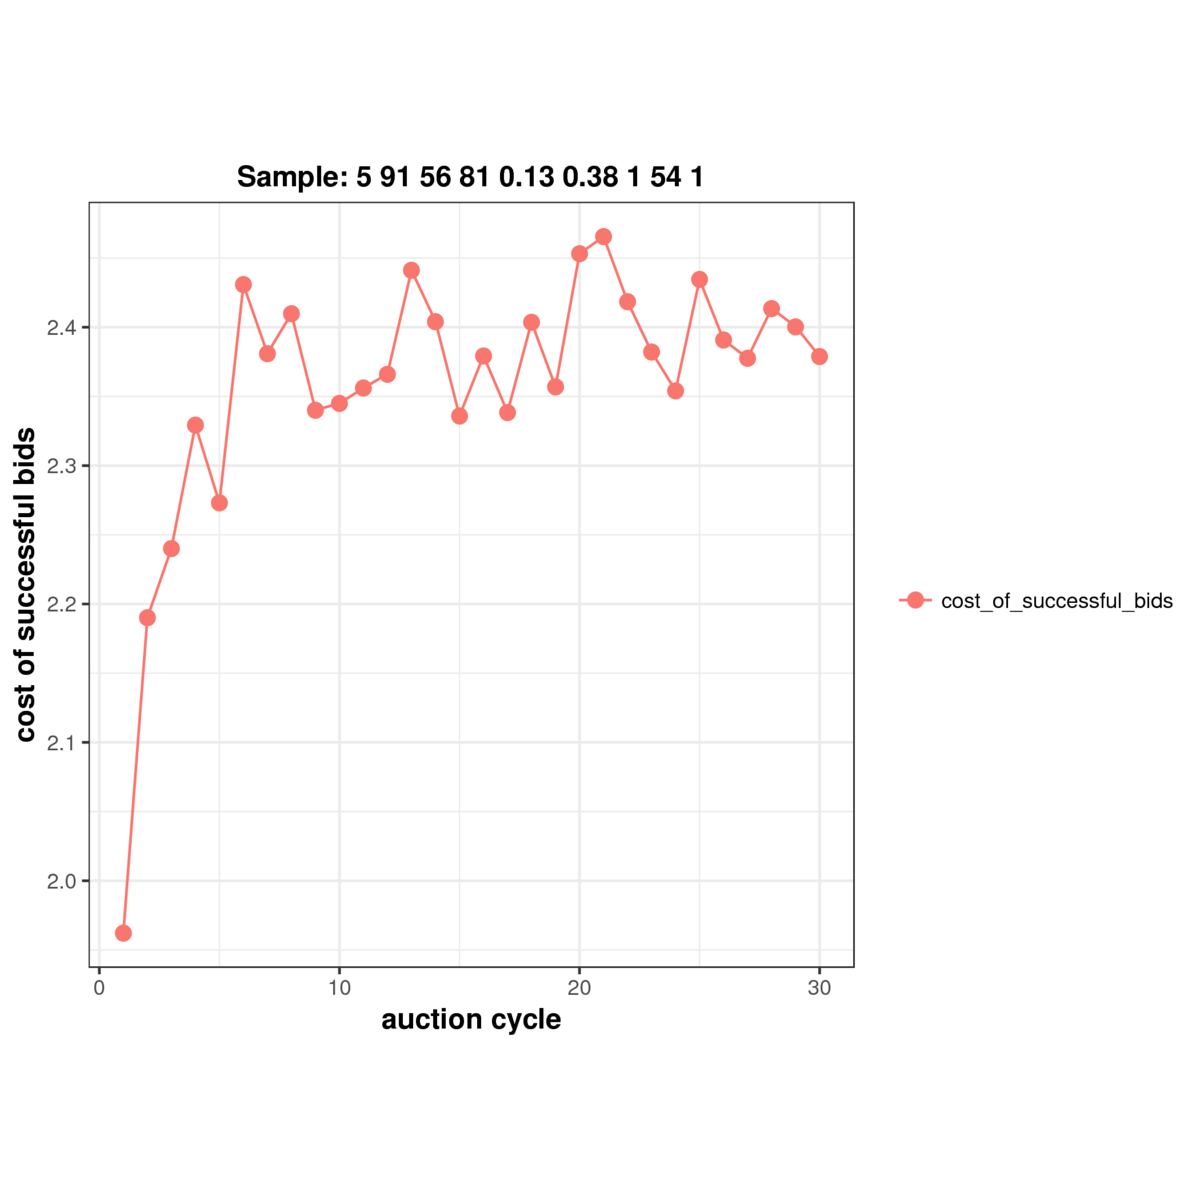 Sample: 5 91 56 81 0.13 0.38 1 54 1
cost of successful bids
2.4
2.3
2.2
2.1
2.0
0 10 20 30
auction cycle
cost_of_successful_bids